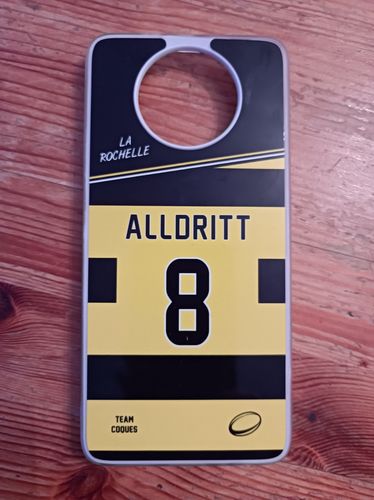 LA
ROCHELLE
ALLDRITT
8
TEAM
COQUES